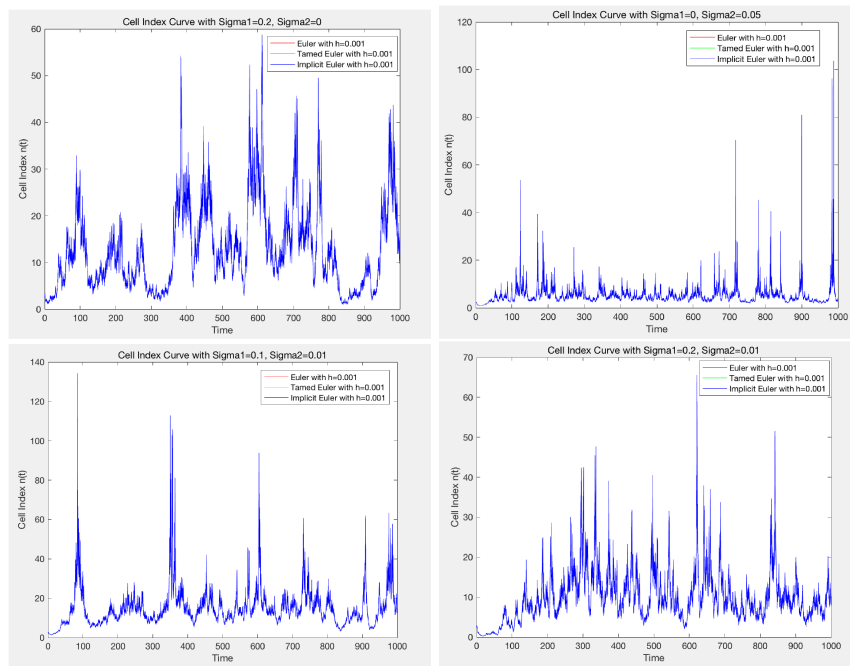 Cell Index Curve with Sigma1=0.2, Sigma2=0
Euler with h=0.001
Tamed Euler with h=0.001
Implicit Euler with h=0.001
Cell Index n(t)
60
50
40
30
20
10
0
0 100 200 300 400 500 600 700 800 900 1000
Time
Cell Index Curve with Sigma1=0, Sigma2=0.05
Euler with h=0.001
Tamed Euler with h=0.001
Implicit Euler with h=0.001
Cell Index n(t)
120
100
80
60
40
20
0
0 100 200 300 400 500 600 700 800 900 1000
Time
Cell Index Curve with Sigma1=0.1, Sigma2=0.01
Euler with h=0.001
Tamed Euler with h=0.001
Implicit Euler with h=0.001
Cell Index n(t)
140
120
100
80
60
40
20
0
0 100 200 300 400 500 600 700 800 900 1000
Time
Cell Index Curve with Sigma1=0.2, Sigma2=0.01
Euler with h=0.001
Tamed Euler with h=0.001
Implicit Euler with h=0.001
Cell Index n(t)
70
60
50
40
30
20
10
0
0 100 200 300 400 500 600 700 800 900 1000
Time